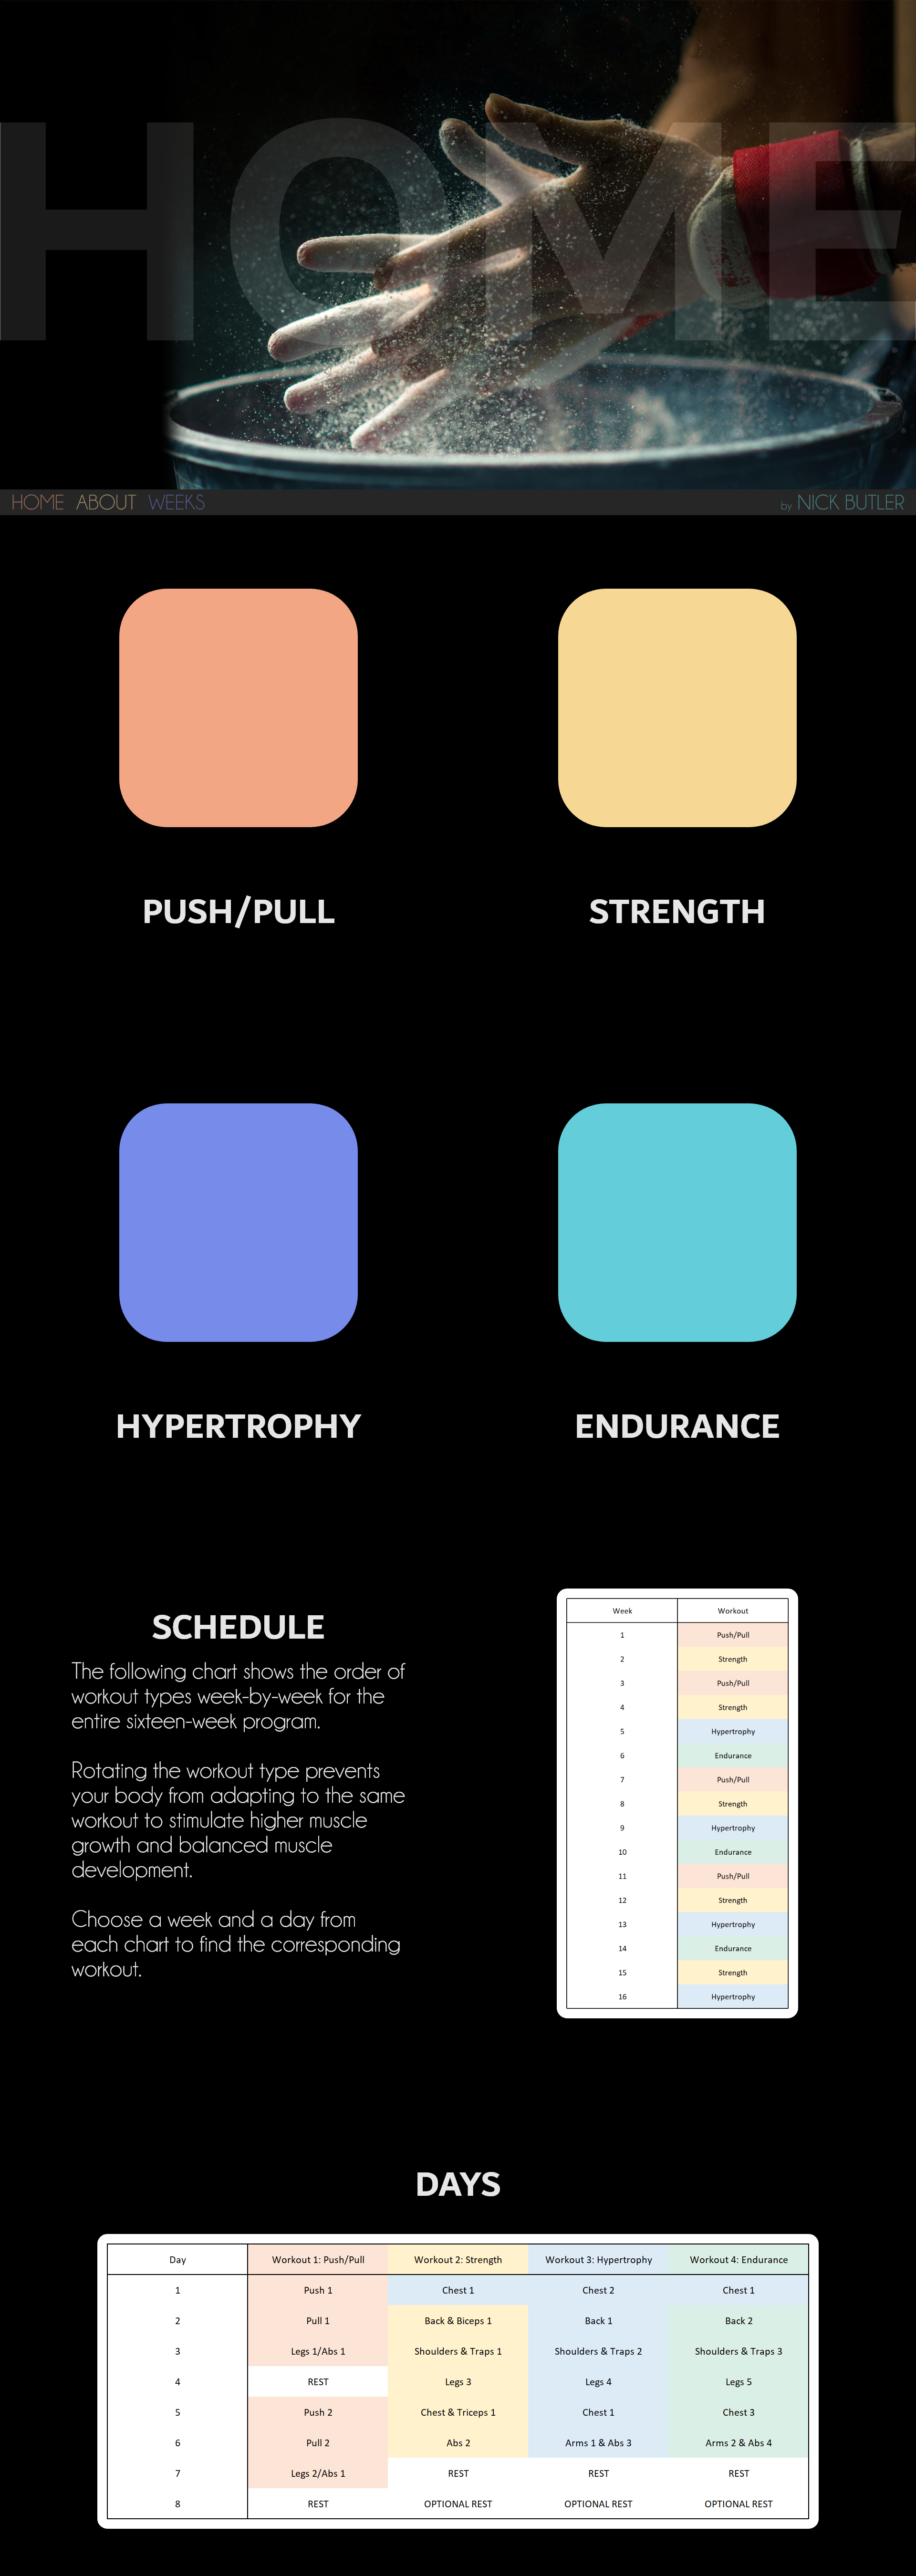 HOME
HOME ABOUT WEEKS by NICK BUTLER
PUSH/PULL STRENGTH
HYPERTROPHY ENDURANCE
SCHEDULE
The following chart shows the order of
workout types week-by-week for the
entire sixteen-week program.
Rotating the workout type prevents
your body from adapting to the same
workout to stimulate higher muscle
growth and balanced muscle
development.
Choose a week and a day from
each chart to find the corresponding
workout.
Week Workout
1 Push/Pull
2 Strength
3 Push/Pull
4 Strength
5 Hypertrophy
6 Endurance
7 Push/Pull
8 Strength
9 Hypertrophy
10 Endurance
11 Push/Pull
12 Strength
13 Hypertrophy
14 Endurance
15 Strength
16 Hypertrophy
DAYS
Day Workout 1: Push/Pull Workout 2: Strength Workout 3: Hypertrophy Workout 4: Endurance
1 Push 1 Chest 1 Chest 2 Chest 1
2 Pull 1 Back & Biceps 1 Back 1 Back 2
3 Legs 1/Abs 1 Shoulders & Traps 1 Shoulders & Traps 2 Shoulders & Traps 3
4 REST Legs 3 Legs 4 Legs 5
5 Push 2 Chest & Triceps 1 Chest 1 Chest 3
6 Pull 2 Abs 2 Arms 1 & Abs 3 Arms 2 & Abs 4
7 Legs 2/Abs 1 REST REST REST
8 REST OPTIONAL REST OPTIONAL REST OPTIONAL REST